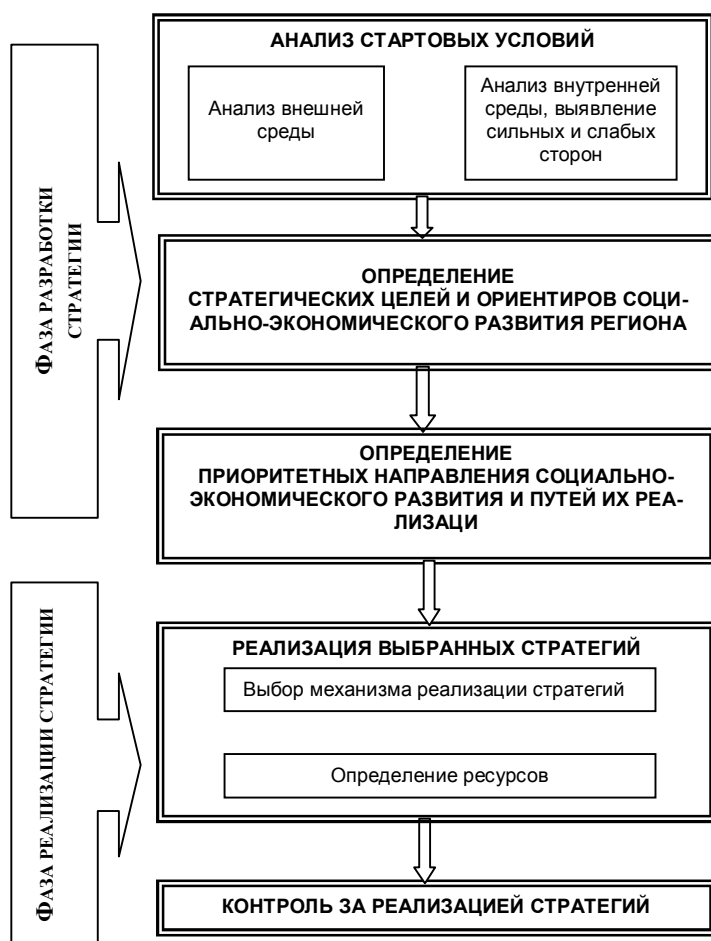 АНАЛИЗ СТАРТОВЫХ УСЛОВИЙ
Анализ внешней
среды
Анализ внутренней
среды, выявление
сильных и слабых
сторон
ФАЗА РАЗРАБОТКИ
СТРАТЕГИИ
ОПРЕДЕЛЕНИЕ
СТРАТЕГИЧЕСКИХ ЦЕЛЕЙ И ОРИЕНТИРОВ СОЦИ-
АЛЬНО-ЭКОНОМИЧЕСКОГО РАЗВИТИЯ РЕГИОНА
ОПРЕДЕЛЕНИЕ
ПРИОРИТЕТНЫХ НАПРАВЛЕНИЯ СОЦИАЛЬНО-
ЭКОНОМИЧЕСКОГО РАЗВИТИЯ И ПУТЕЙ ИХ РЕА-
ЛИЗАЦИ
ФАЗА РЕАЛИЗАЦИИ СТРАТЕГИИ
РЕАЛИЗАЦИЯ ВЫБРАННЫХ СТРАТЕГИЙ
Выбор механизма реализации стратегий
Определение ресурсов
КОНТРОЛЬ ЗА РЕАЛИЗАЦИЕЙ СТРАТЕГИЙ